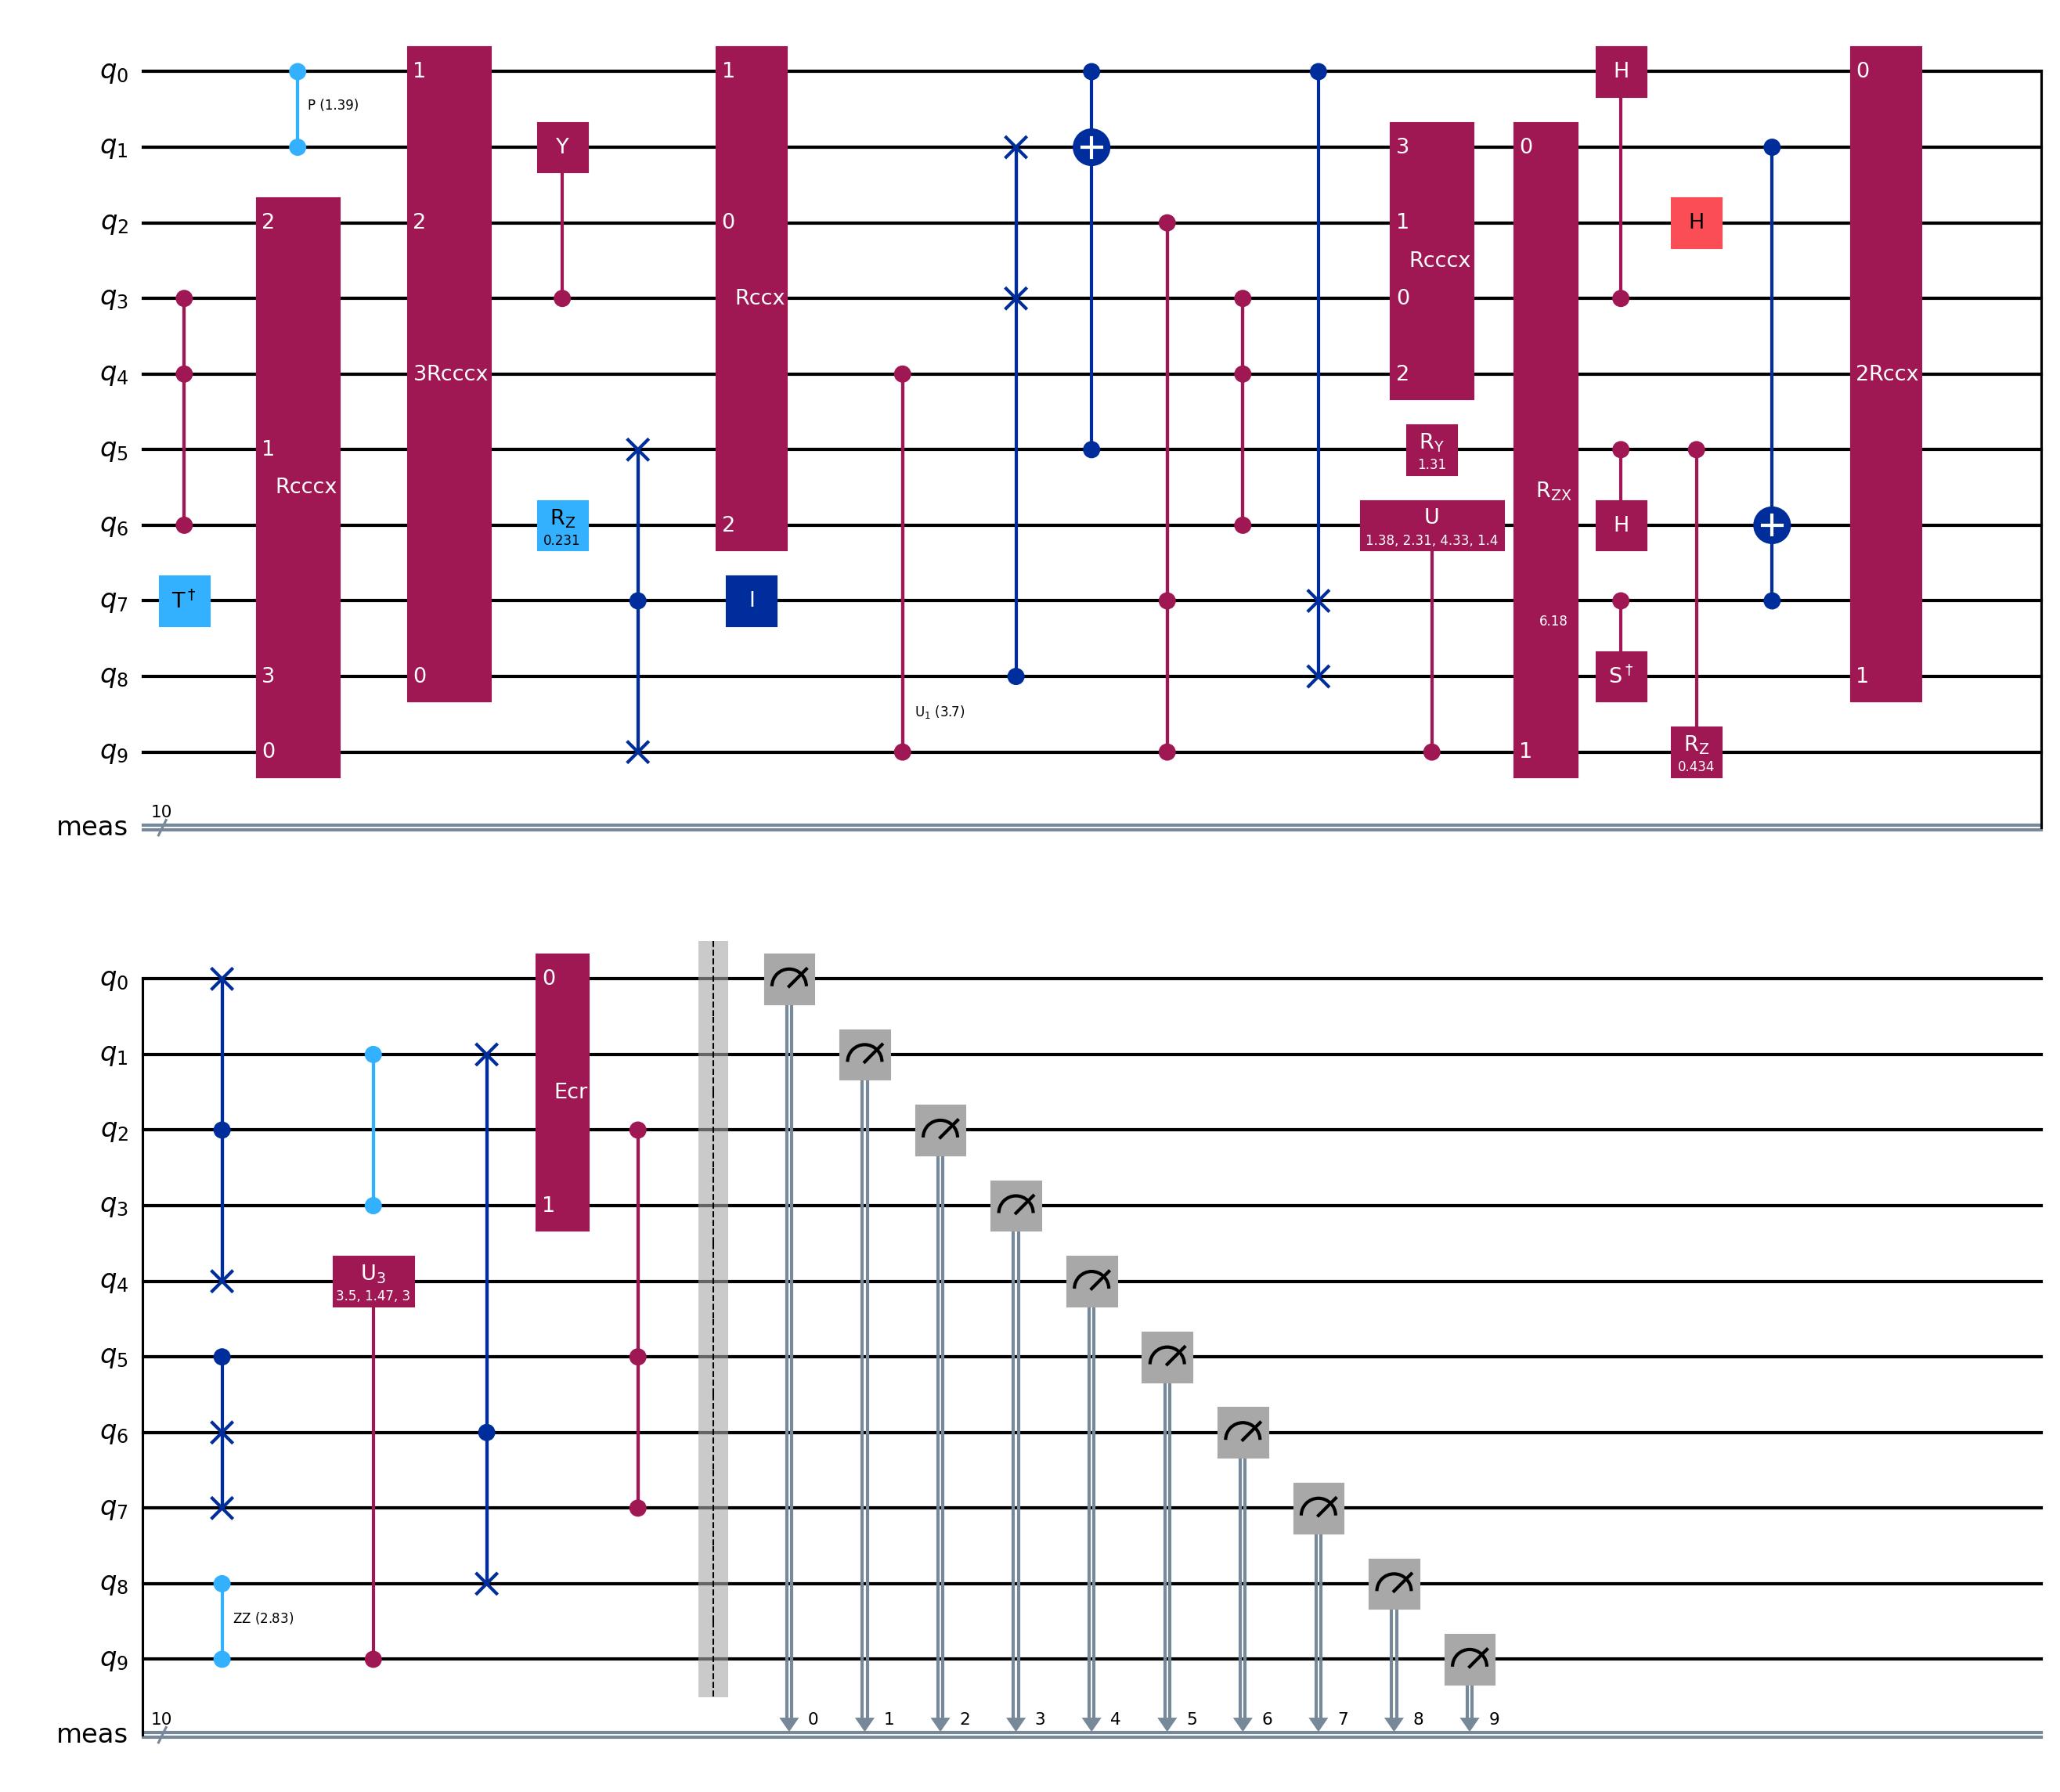 q0 1 1 H 0
P (1.39)
q1 Y 3 0
q2 2 2 0 1 H
Rcccx
q3 Rccx 0
q4 3Rcccx 2 2Rccx
q5 1 RY 1.31
Rcccx RZX
q6 RZ 0.231 2 U 1.38, 2.31, 4.33, 1.4 H
q7 T† I
6.18
q8 3 0 S† 1
U1 (3.7)
q9 0 1 RZ 0.434
10
meas
q0 0
q1
Ecr
q2
q3 1
q4 U3 3.5, 1.47, 3
q5
q6
q7
q8
ZZ (2.83)
q9
10 0 1 2 3 4 5 6 7 8 9
meas